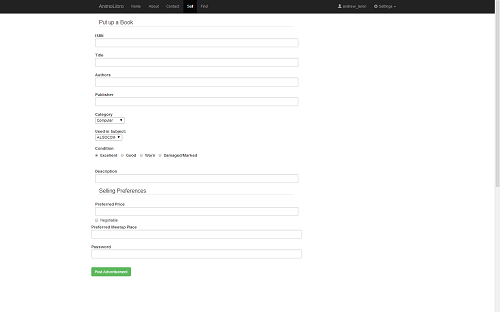 AnimoLibro Home About Contact Sell Find andrew_denn Settings
Put up a Book
ISBN
Title
Authors
Publisher
Category
Computer
Used in Subject:
ALGOCOM
Condition
Excellent Good Worn Damaged/Marked
Description
Selling Preferences
Preferred Price
Negotiable
Preferred Meetup Place
Password
Post Advertisement